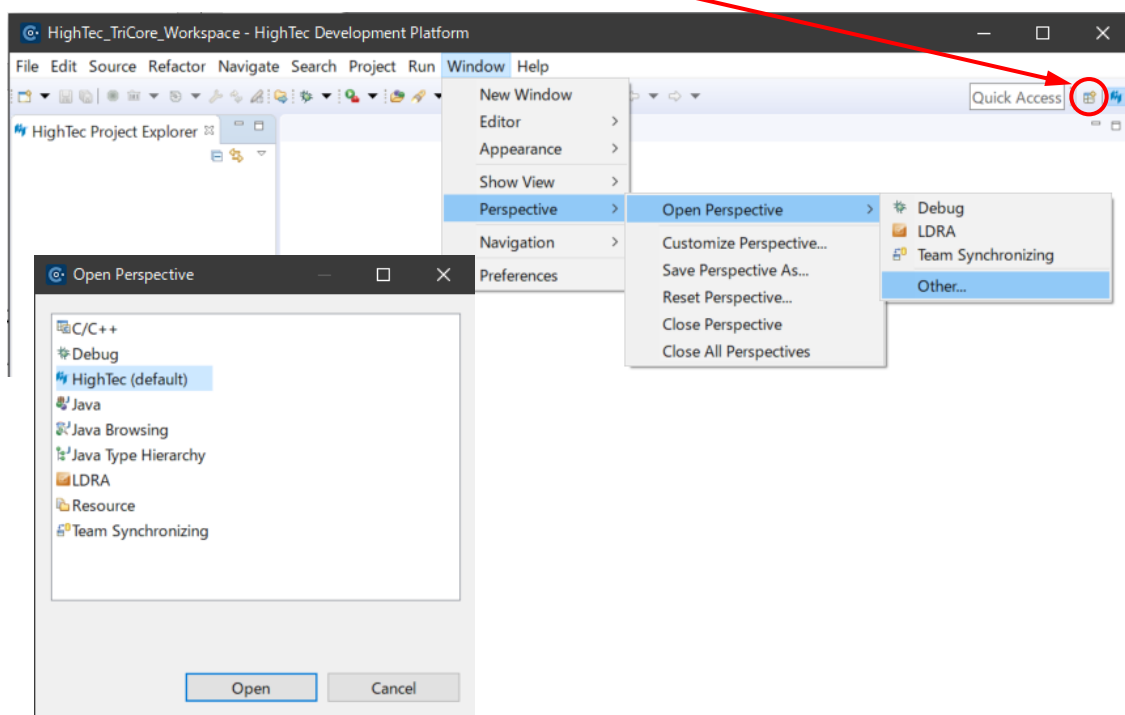 HighTec_TriCore_Workspace - HighTec Development Platform
File Edit Source Refactor Navigate Search Project Run Window Help
Quick Access
HighTec Project Explorer
New Window
Editor
Appearance
Show View
Perspective
Navigation
Preferences
Open Perspective
Customize Perspective...
Save Perspective As...
Reset Perspective...
Close Perspective
Close All Perspectives
Debug
LDRA
Team Synchronizing
Other...
Open Perspective
C/C++
Debug
HighTec (default)
Java
Java Browsing
Java Type Hierarchy
LDRA
Resource
Team Synchronizing
Open Cancel